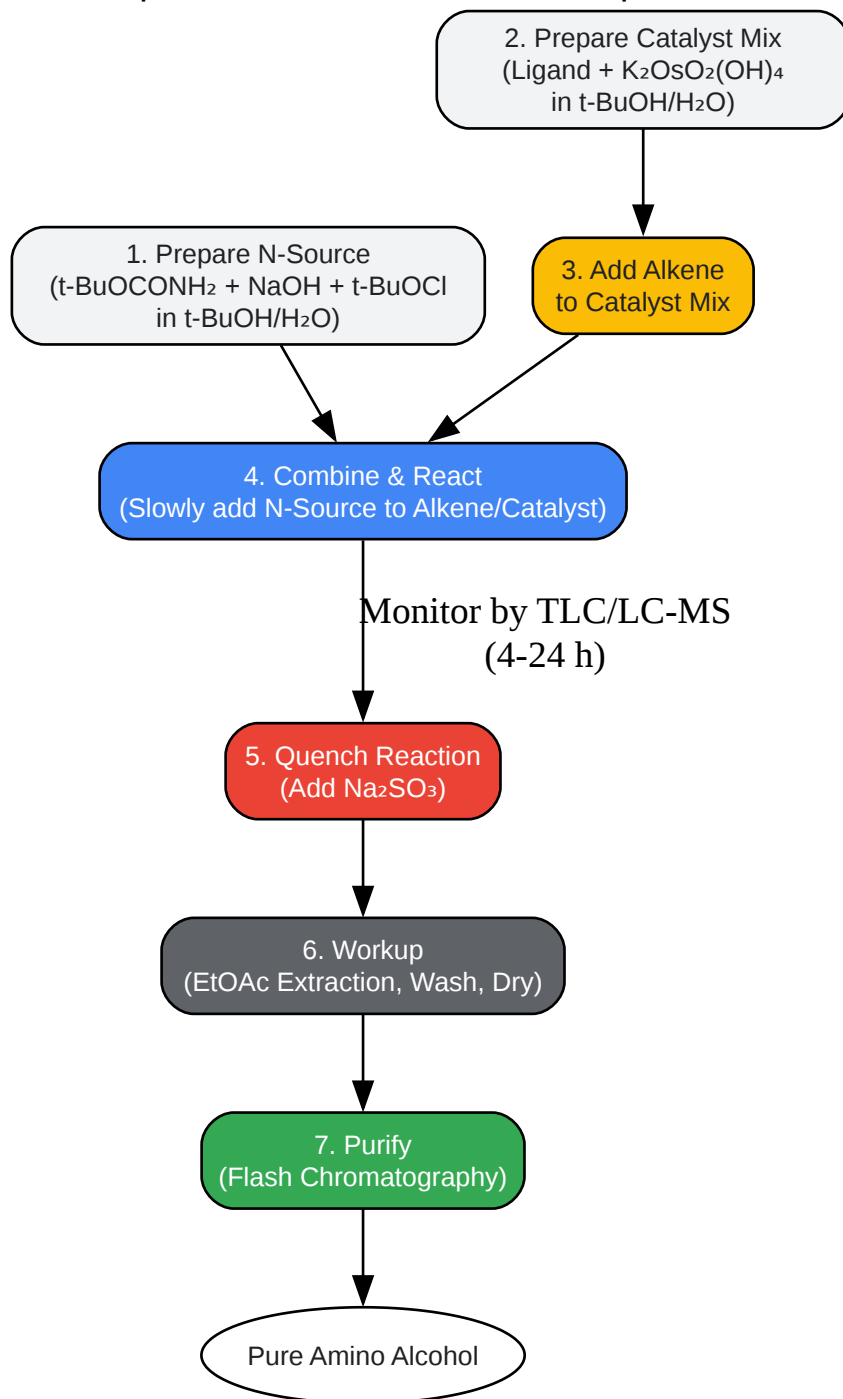 2. Prepare Catalyst Mix
(Ligand + K₂OsO₂(OH)₄
in t-BuOH/H₂O)
1. Prepare N-Source
(t-BuOCONH₂ + NaOH + t-BuOCl
in t-BuOH/H₂O)
3. Add Alkene
to Catalyst Mix
4. Combine & React
(Slowly add N-Source to Alkene/Catalyst)
Monitor by TLC/LC-MS
(4-24 h)
5. Quench Reaction
(Add Na₂SO₃)
6. Workup
(EtOAc Extraction, Wash, Dry)
7. Purify
(Flash Chromatography)
Pure Amino Alcohol